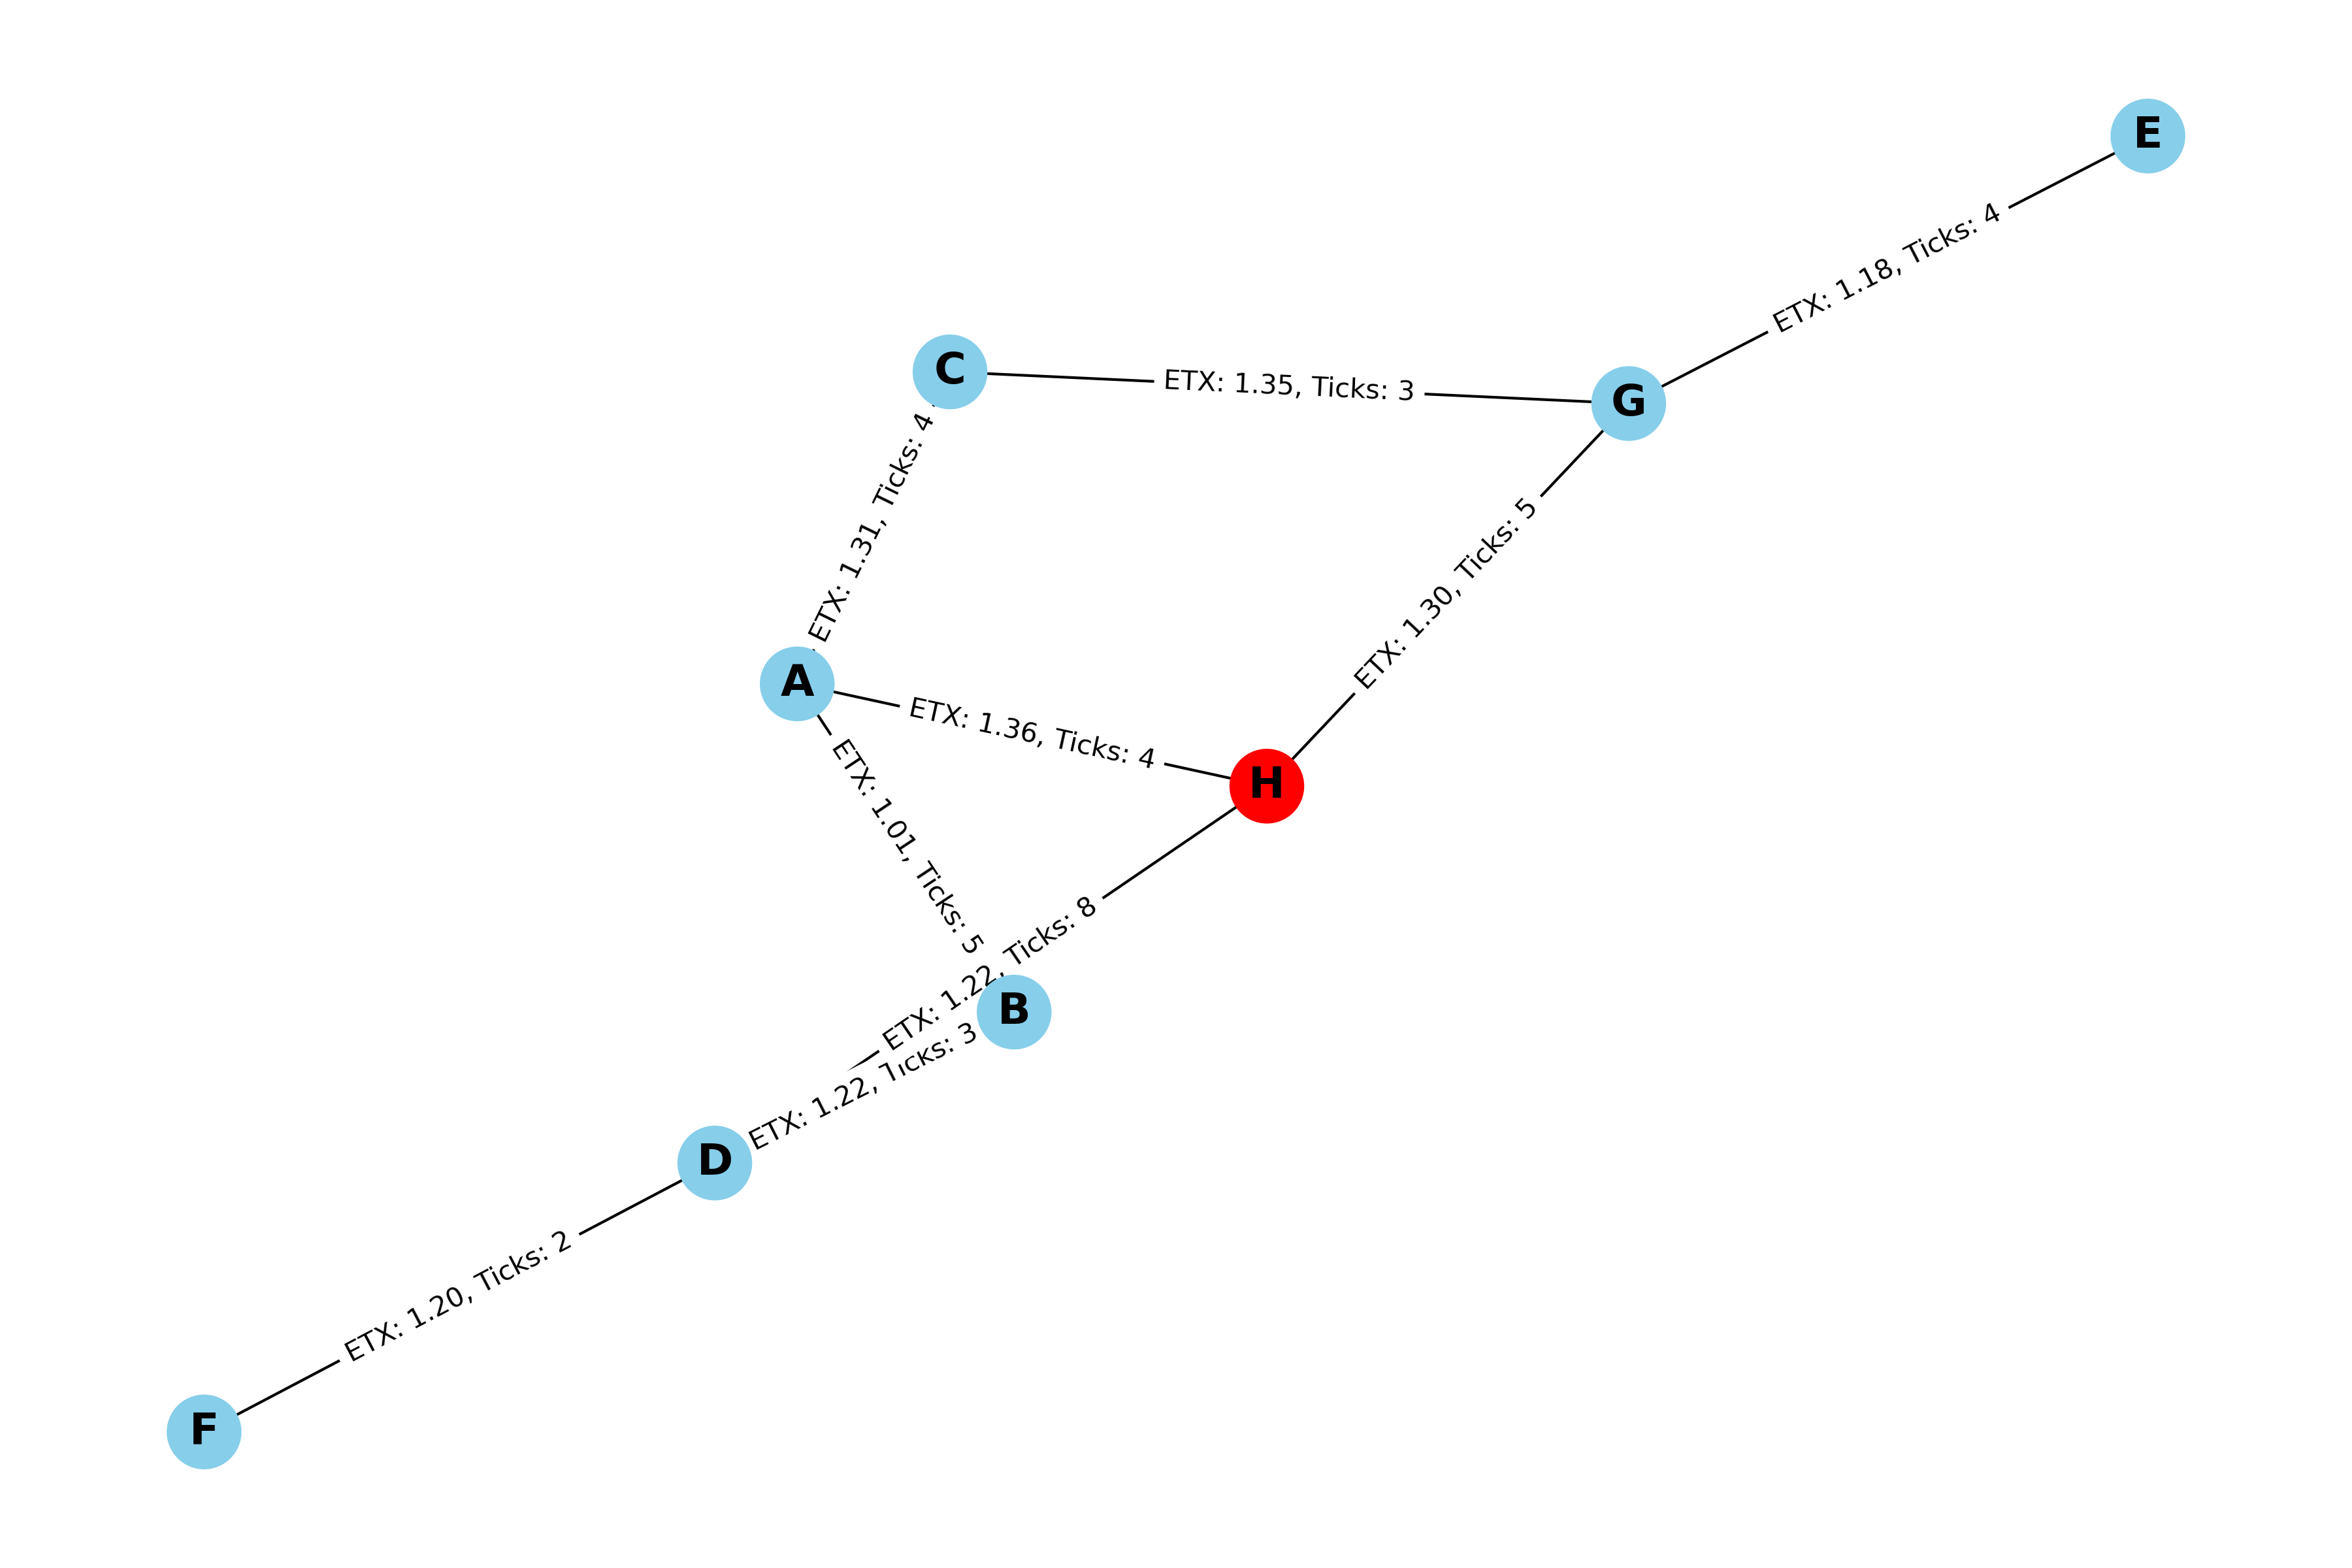 E
ETX: 1.18, Ticks: 4
C
ETX: 1.35, Ticks: 3
G
ETX: 1.31, Ticks: 4
ETX: 1.30, Ticks: 5
A
ETX: 1.36, Ticks: 4
H
ETX: 1.01, Ticks: 5
ETX: 1.22, Ticks: 8
B
ETX: 1.22, Ticks: 3
D
ETX: 1.20, Ticks: 2
F